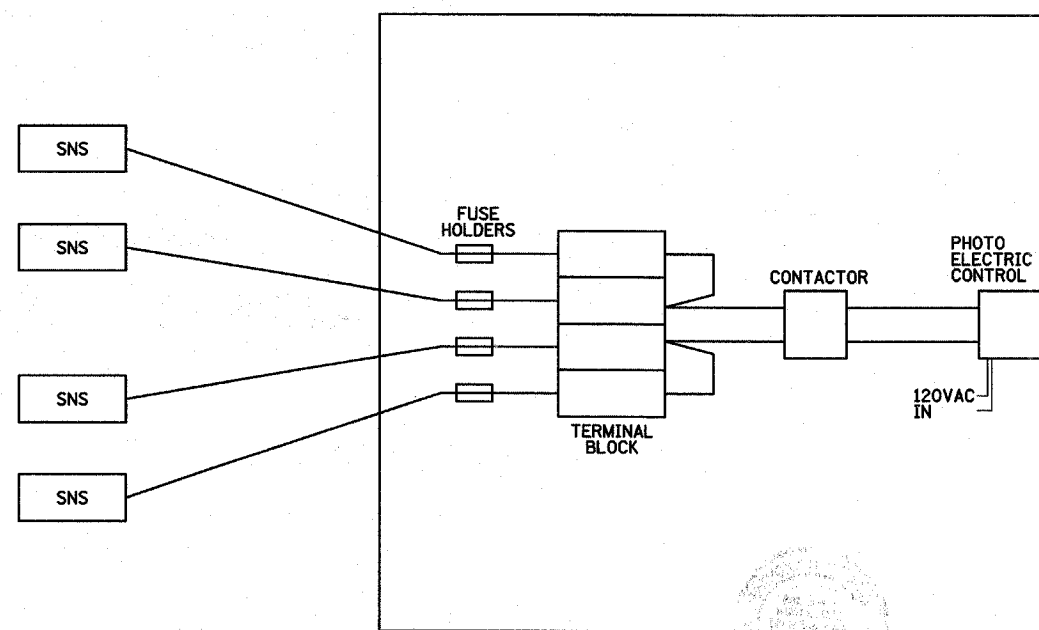 SNS
SNS
SNS
SNS
FUSE
HOLDERS
TERMINAL
BLOCK
CONTACTOR
PHOTO
ELECTRIC
CONTROL
120VAC
IN